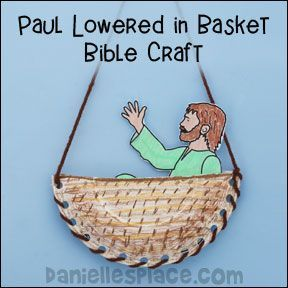 Paul Lowered in Basket
Bible Craft
DaniellesPlace.com